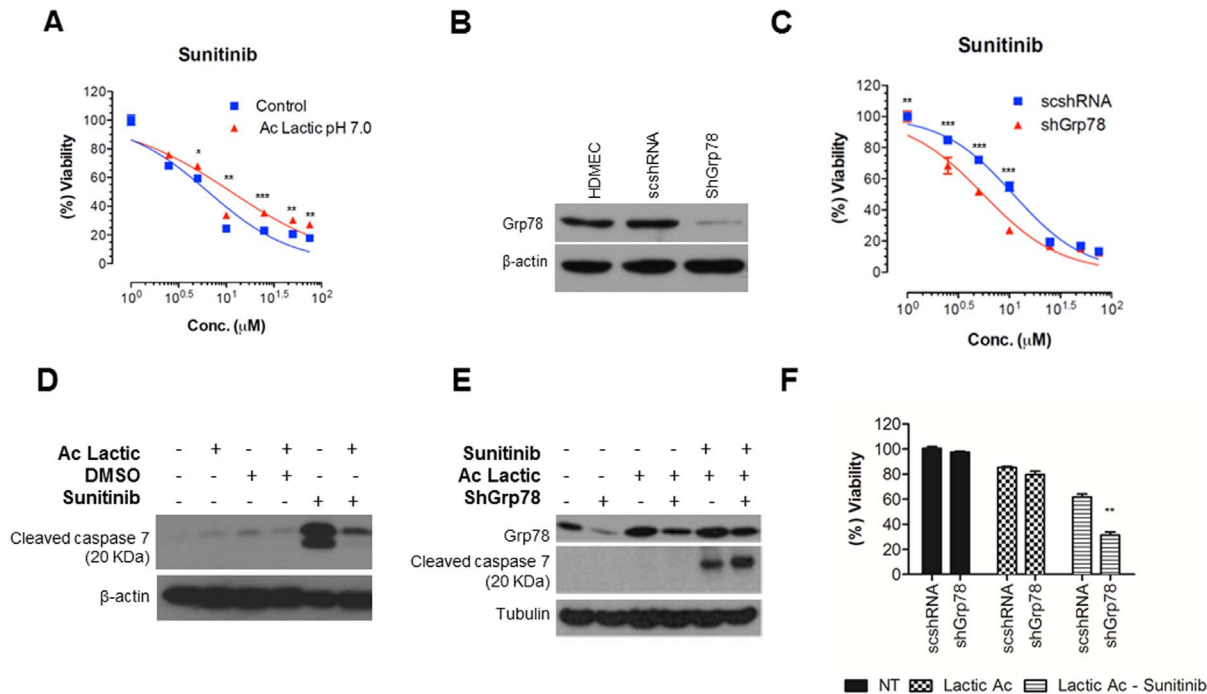 (A)
Sunitinib
120
100
80
60
40
20
0
(%) Viability
Control
Ac Lactic pH 7.0
*
**
***
**
**
10^0
10^0.5
10^1
10^1.5
10^2
Conc. (μM)
B
HDMEC
scshRNA
ShGrp78
Grp78
β-actin
C
Sunitinib
120
100
80
60
40
20
0
(%) Viability
scshRNA
shGrp78
**
***
***
***
10^0
10^0.5
10^1
10^1.5
10^2
Conc. (μM)
D
Ac Lactic - + - + - +
DMSO - - + + - -
Sunitinib - - - - + +
Cleaved caspase 7
(20 KDa)
β-actin
E
Sunitinib - - - - + +
Ac Lactic - - + + + +
ShGrp78 - + - + - +
Grp78
Cleaved caspase 7
(20 KDa)
Tubulin
F
120
100
80
60
40
20
0
(%) Viability
**
scshRNA
shGrp78
scshRNA
shGrp78
scshRNA
shGrp78
NT Lactic Ac Lactic Ac - Sunitinib